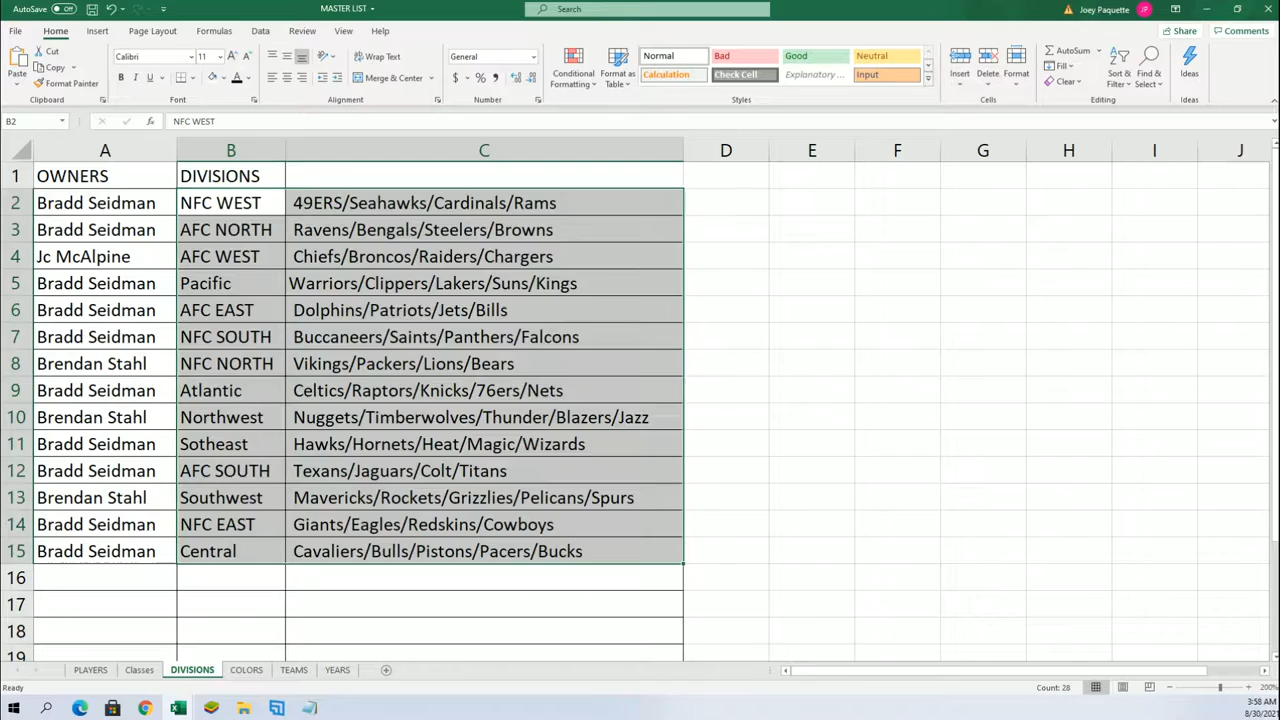 AutoSave Off MASTER LIST Search Joey Paquette JP
File Home Insert Page Layout Formulas Data Review View Help Share Comments
Cut Calibri 11 Wrap Text General Normal Bad Good Neutral AutoSum
Copy Fill
Paste Format Painter B I U Merge & Center $ % Conditional Formatting Format as Table Calculation Check Cell Explanatory ... Input Insert Delete Format Clear Sort & Filter Find & Select Ideas
Clipboard Font Alignment Number Styles Cells Editing Ideas
B2 fx NFC WEST
A B C D E F G H I J
1 OWNERS DIVISIONS
2 Bradd Seidman NFC WEST 49ERS/Seahawks/Cardinals/Rams
3 Bradd Seidman AFC NORTH Ravens/Bengals/Steelers/Browns
4 Jc McAlpine AFC WEST Chiefs/Broncos/Raiders/Chargers
5 Bradd Seidman Pacific Warriors/Clippers/Lakers/Suns/Kings
6 Bradd Seidman AFC EAST Dolphins/Patriots/Jets/Bills
7 Bradd Seidman NFC SOUTH Buccaneers/Saints/Panthers/Falcons
8 Brendan Stahl NFC NORTH Vikings/Packers/Lions/Bears
9 Bradd Seidman Atlantic Celtics/Raptors/Knicks/76ers/Nets
10 Brendan Stahl Northwest Nuggets/Timberwolves/Thunder/Blazers/Jazz
11 Bradd Seidman Sotheast Hawks/Hornets/Heat/Magic/Wizards
12 Bradd Seidman AFC SOUTH Texans/Jaguars/Colt/Titans
13 Brendan Stahl Southwest Mavericks/Rockets/Grizzlies/Pelicans/Spurs
14 Bradd Seidman NFC EAST Giants/Eagles/Redskins/Cowboys
15 Bradd Seidman Central Cavaliers/Bulls/Pistons/Pacers/Bucks
16
17
18
19
PLAYERS Classes DIVISIONS COLORS TEAMS YEARS
Ready Count: 28 200%
3:58 AM